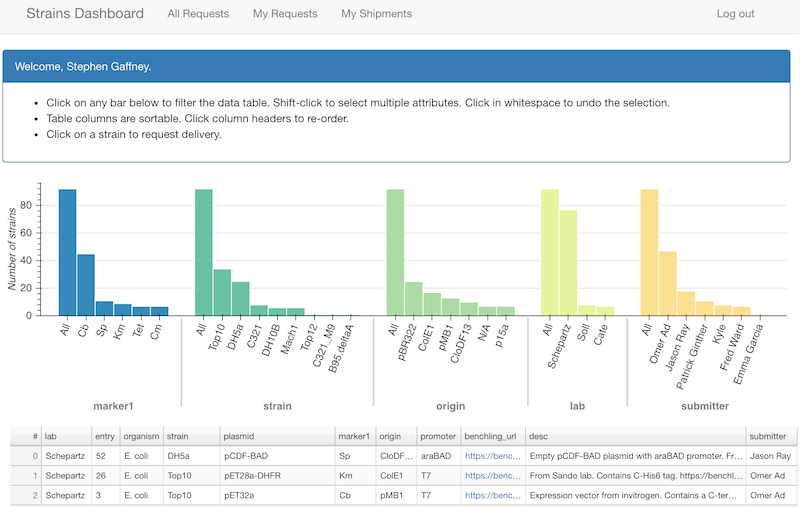 Strains Dashboard All Requests My Requests My Shipments Log out
Welcome, Stephen Gaffney.
• Click on any bar below to filter the data table. Shift-click to select multiple attributes. Click in whitespace to undo the selection.
• Table columns are sortable. Click column headers to re-order.
• Click on a strain to request delivery.
Number of strains
80
60
40
20
0
All Cb Sp Km Tet Cm
All Top10 DH5a C321 DH10B Mach1 Top12 C321_M9 B95.deltaA
All pBR322 ColE1 pMB1 CloDF13 N/A p15a
All Schepartz Soll Cate
All Omer Ad Jason Ray Patrick Ginther Kyle Fred Ward Emma Garcia
marker1 strain origin lab submitter
# lab entry organism strain plasmid marker1 origin promoter benchling_url desc submitter
0 Schepartz 52 E. coli DH5a pCDF-BAD Sp CloDF... araBAD https://benc... Empty pCDF-BAD plasmid with araBAD promoter. Fr... Jason Ray
1 Schepartz 26 E. coli Top10 pET28a-DHFR Km ColE1 T7 https://benc... From Sando lab. Contains C-His6 tag. https://benchl... Omer Ad
2 Schepartz 3 E. coli Top10 pET32a Cb pMB1 T7 https://benc... Expression vector from invitrogen. Contains a C-ter... Omer Ad